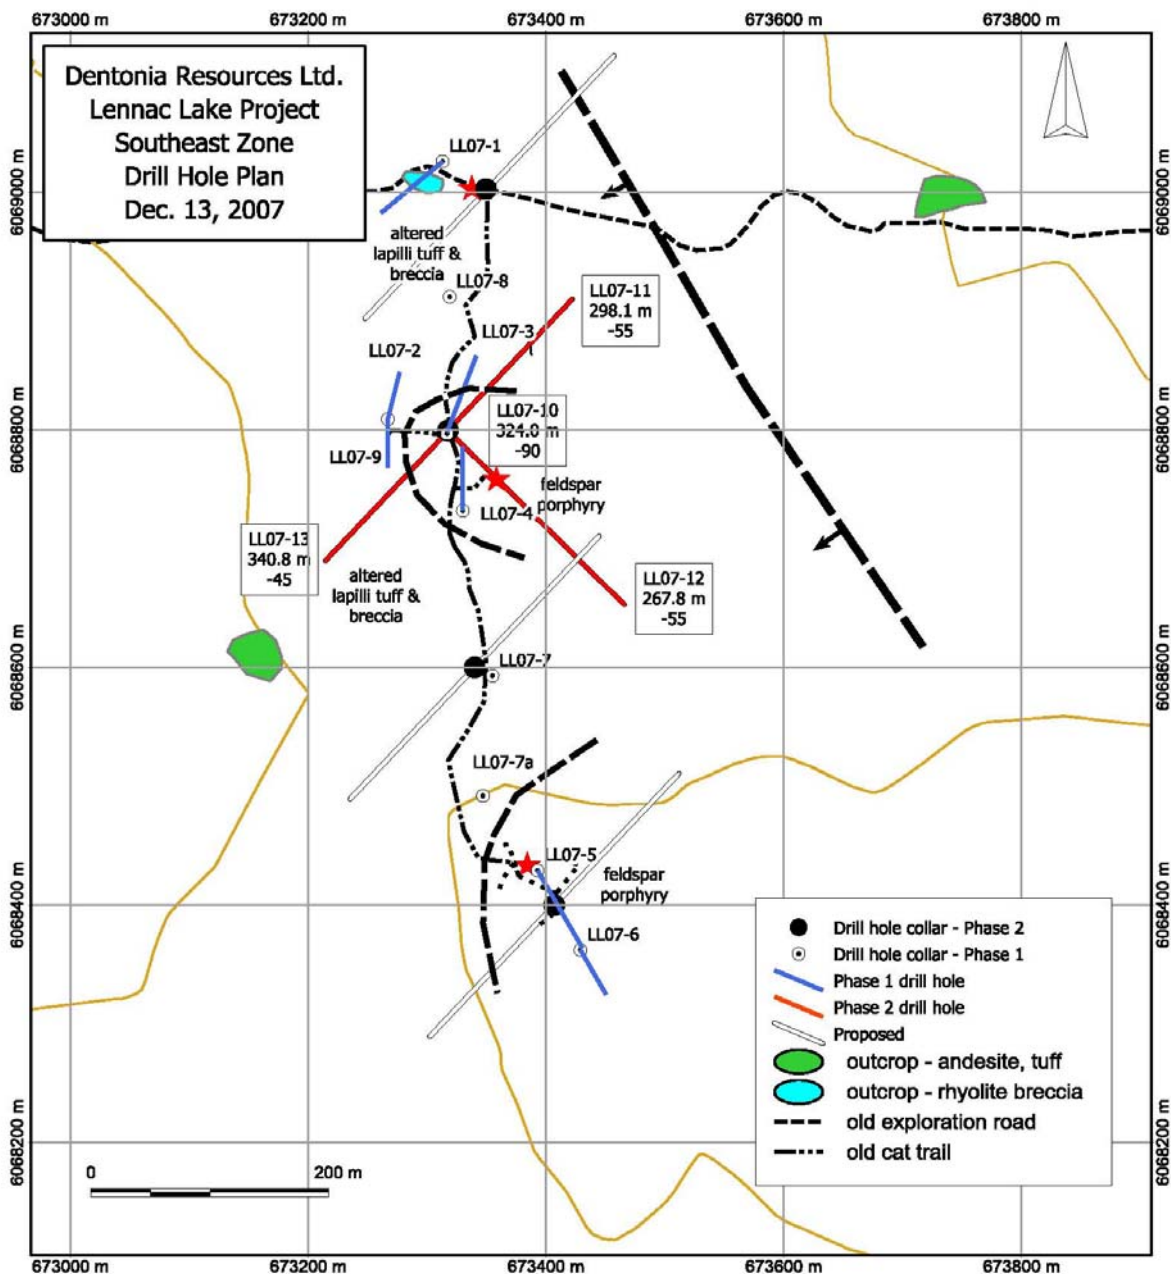 673000 m
673200 m
673400 m
673600 m
673800 m
Dentonia Resources Ltd.
Lennac Lake Project
Southeast Zone
Drill Hole Plan
Dec. 13, 2007
6069000 m
6069000 m
LL07-1
altered
lapilli tuff &
breccia
LL07-8
LL07-11
298.1 m
-55
LL07-3
LL07-2
LL07-10
324.0 m
-90
6068800 m
6068800 m
LL07-9
feldspar
porphyry
LL07-4
LL07-13
340.8 m
-45
altered
lapilli tuff &
breccia
LL07-12
267.8 m
-55
6068600 m
6068600 m
LL07-7
LL07-7a
LL07-5
feldspar
porphyry
6068400 m
6068400 m
LL07-6
Drill hole collar - Phase 2
Drill hole collar - Phase 1
Phase 1 drill hole
Phase 2 drill hole
Proposed
outcrop - andesite, tuff
outcrop - rhyolite breccia
old exploration road
old cat trail
6068200 m
6068200 m
0
200 m
673000 m
673200 m
673400 m
673600 m
673800 m